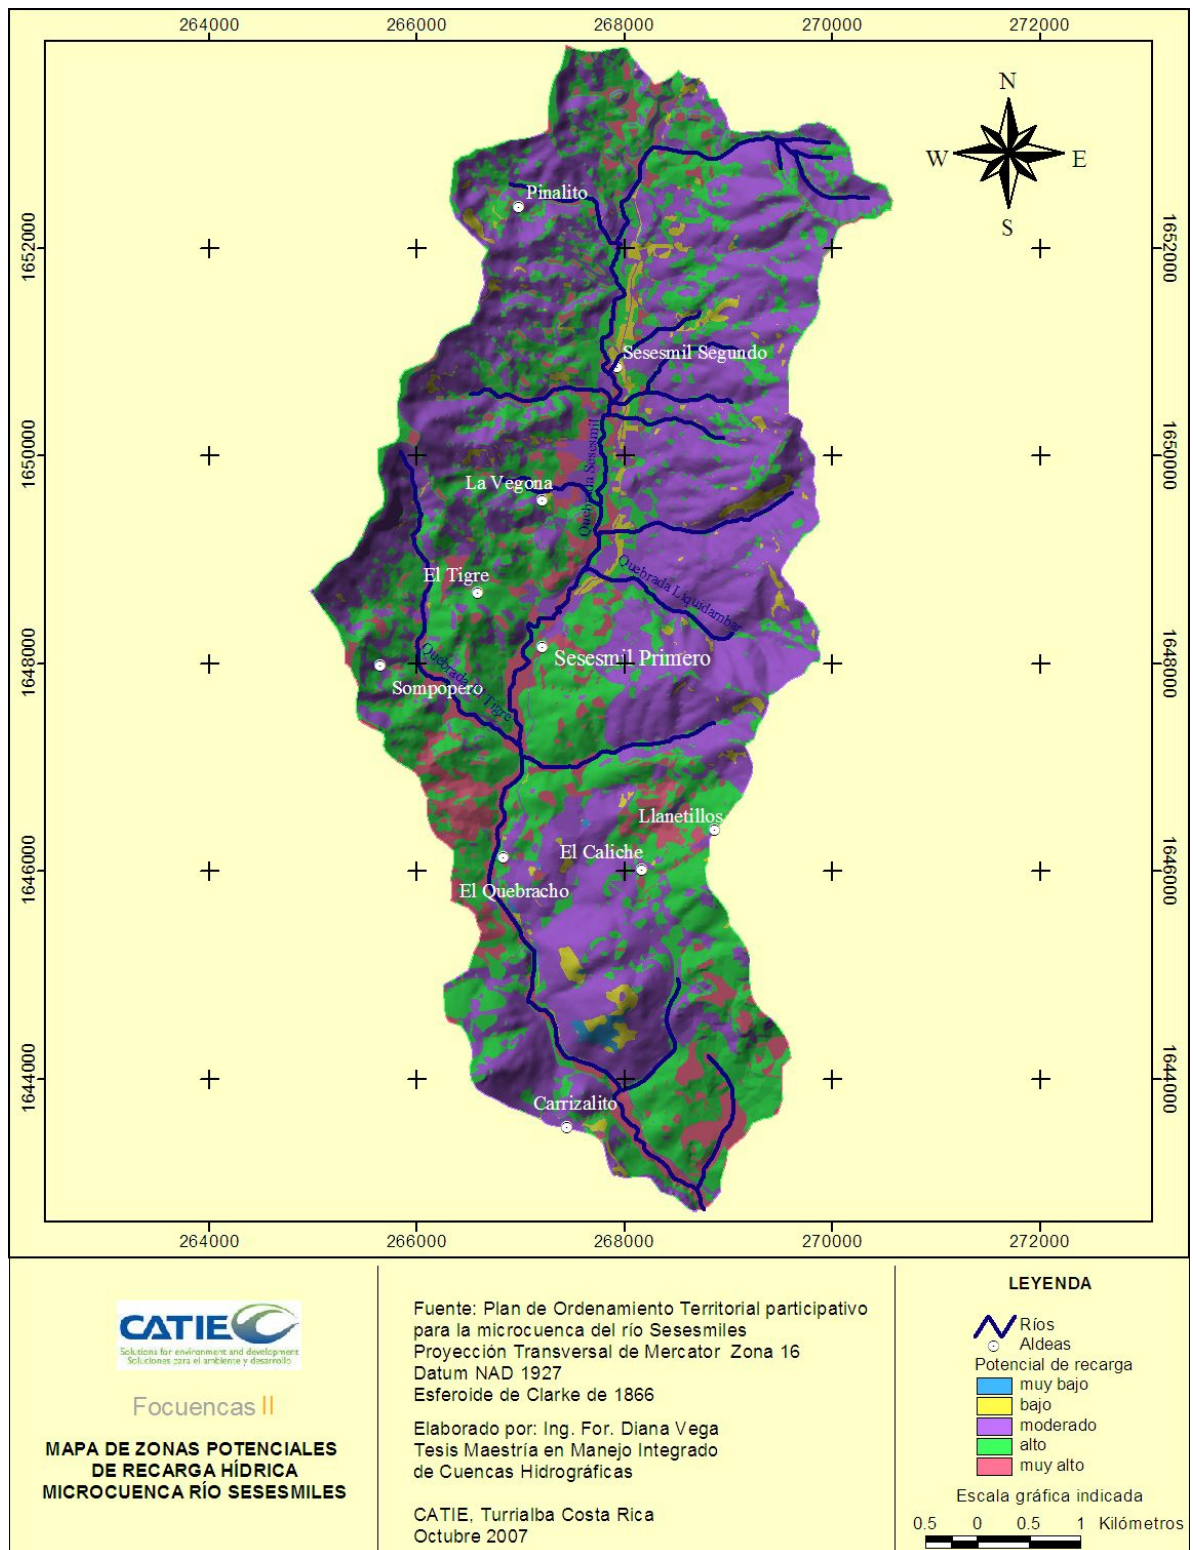 264000 266000 268000 270000 272000
N
W E
S
Pinalito
1652000 1652000
Sesesmil Segundo
Quebrada Sesesmil
1650000 1650000
La Vegona
El Tigre
Quebrada Liquidambar
1648000 1648000
Sesesmil Primero
Quebrada El Tigre
Sompopero
Llanetillos
El Caliche
1646000 1646000
El Quebracho
1644000 1644000
Carrizalito
264000 266000 268000 270000 272000
CATIE
Solutions for environment and development
Soluciones para el ambiente y desarrollo
Focuencas II
MAPA DE ZONAS POTENCIALES
DE RECARGA HÍDRICA
MICROCUENCA RÍO SESESMILES
Fuente: Plan de Ordenamiento Territorial participativo
para la microcuenca del río Sesesmiles
Proyección Transversal de Mercator Zona 16
Datum NAD 1927
Esferoide de Clarke de 1866
Elaborado por: Ing. For. Diana Vega
Tesis Maestría en Manejo Integrado
de Cuencas Hidrográficas
CATIE, Turrialba Costa Rica
Octubre 2007
LEYENDA
Ríos
Aldeas
Potencial de recarga
muy bajo
bajo
moderado
alto
muy alto
Escala gráfica indicada
0.5 0 0.5 1 Kilómetros